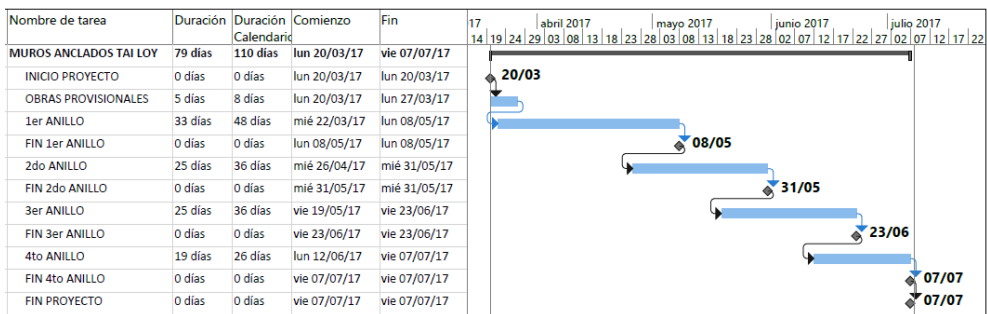 Nombre de tarea Duración Duración Calendario Comienzo Fin
17 abril 2017 mayo 2017 junio 2017 julio 2017
14 19 24 29 03 08 13 18 23 28 03 08 13 18 23 28 02 07 12 17 22 27 02 07 12 17 22
MUROS ANCLADOS TAI LOY 79 días 110 días lun 20/03/17 vie 07/07/17
INICIO PROYECTO 0 días 0 días lun 20/03/17 lun 20/03/17 20/03
OBRAS PROVISIONALES 5 días 8 días lun 20/03/17 lun 27/03/17
1er ANILLO 33 días 48 días mié 22/03/17 lun 08/05/17
FIN 1er ANILLO 0 días 0 días lun 08/05/17 lun 08/05/17 08/05
2do ANILLO 25 días 36 días mié 26/04/17 mié 31/05/17
FIN 2do ANILLO 0 días 0 días mié 31/05/17 mié 31/05/17 31/05
3er ANILLO 25 días 36 días vie 19/05/17 vie 23/06/17
FIN 3er ANILLO 0 días 0 días vie 23/06/17 vie 23/06/17 23/06
4to ANILLO 19 días 26 días lun 12/06/17 vie 07/07/17
FIN 4to ANILLO 0 días 0 días vie 07/07/17 vie 07/07/17 07/07
FIN PROYECTO 0 días 0 días vie 07/07/17 vie 07/07/17 07/07